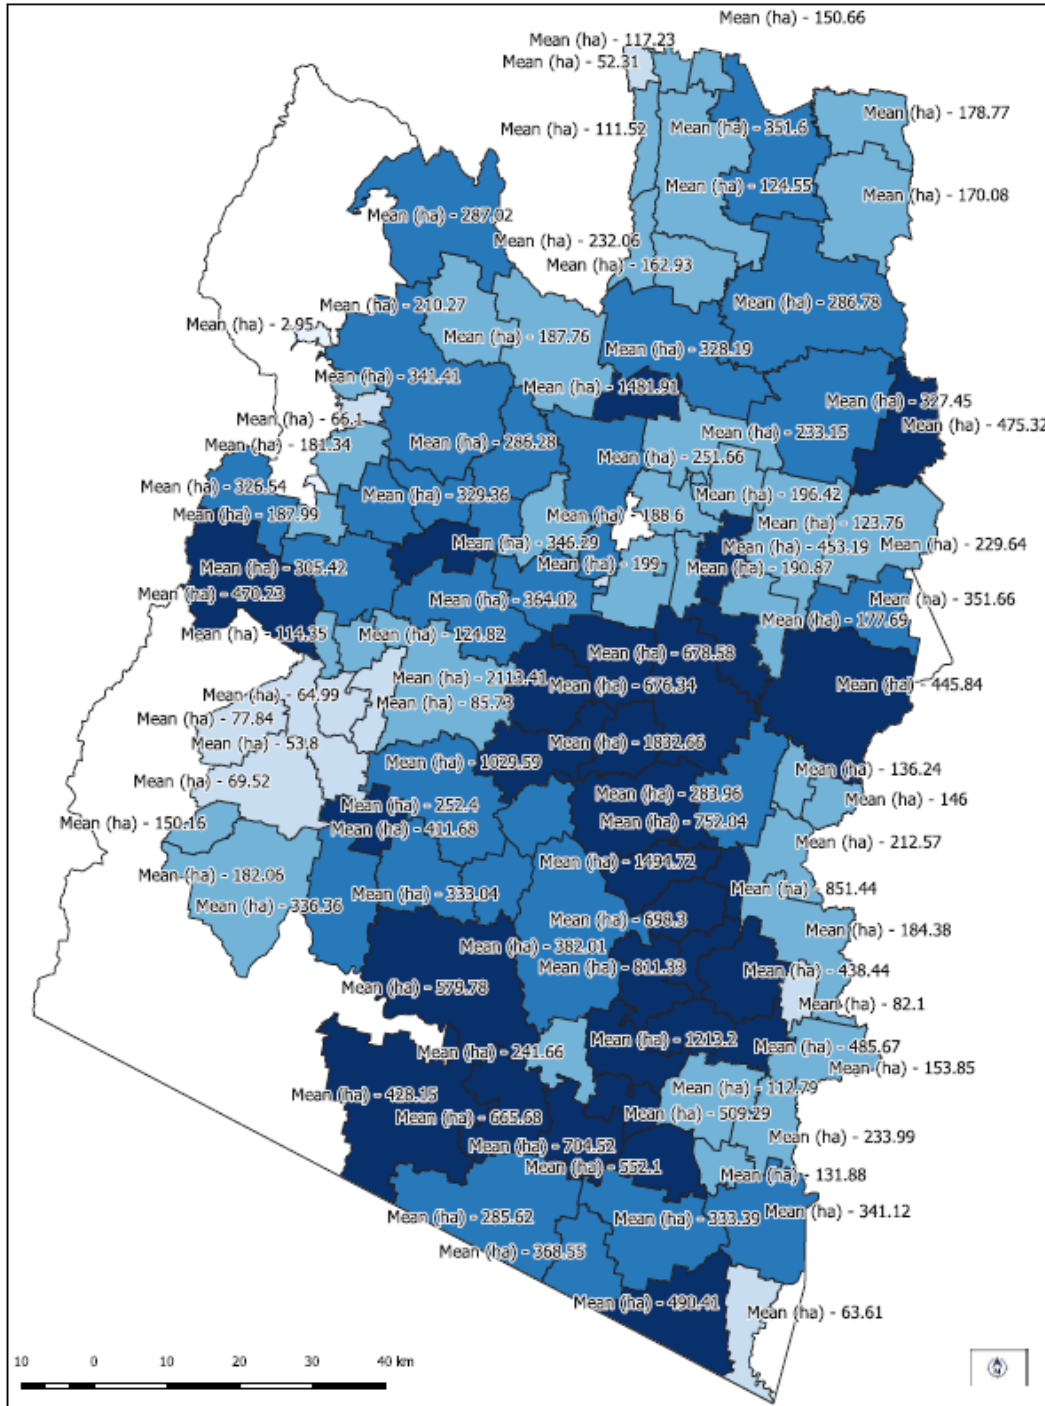 Mean (ha) - 150.66
Mean (ha) - 117.23
Mean (ha) - 52.31
Mean (ha) - 178.77
Mean (ha) - 111.52
Mean (ha) - 351.6
Mean (ha) - 124.55
Mean (ha) - 170.08
Mean (ha) - 287.02
Mean (ha) - 232.06
Mean (ha) - 162.93
Mean (ha) - 210.27
Mean (ha) - 286.78
Mean (ha) - 2.95
Mean (ha) - 187.76
Mean (ha) - 328.19
Mean (ha) - 341.41
Mean (ha) - 1481.91
Mean (ha) - 327.45
Mean (ha) - 66.1
Mean (ha) - 475.32
Mean (ha) - 233.15
Mean (ha) - 181.34
Mean (ha) - 286.28
Mean (ha) - 251.66
Mean (ha) - 326.54
Mean (ha) - 329.36
Mean (ha) - 196.42
Mean (ha) - 187.99
Mean (ha) - 188.6
Mean (ha) - 123.76
Mean (ha) - 346.29
Mean (ha) - 453.19
Mean (ha) - 229.64
Mean (ha) - 199
Mean (ha) - 190.87
Mean (ha) - 305.42
Mean (ha) - 470.23
Mean (ha) - 364.02
Mean (ha) - 351.66
Mean (ha) - 177.69
Mean (ha) - 114.35
Mean (ha) - 124.82
Mean (ha) - 678.58
Mean (ha) - 2113.41
Mean (ha) - 676.34
Mean (ha) - 445.84
Mean (ha) - 64.99
Mean (ha) - 85.73
Mean (ha) - 77.84
Mean (ha) - 53.8
Mean (ha) - 1832.66
Mean (ha) - 1029.59
Mean (ha) - 136.24
Mean (ha) - 69.52
Mean (ha) - 283.96
Mean (ha) - 146
Mean (ha) - 252.4
Mean (ha) - 150.16
Mean (ha) - 411.68
Mean (ha) - 752.04
Mean (ha) - 212.57
Mean (ha) - 1494.72
Mean (ha) - 182.06
Mean (ha) - 333.04
Mean (ha) - 851.44
Mean (ha) - 336.36
Mean (ha) - 698.3
Mean (ha) - 184.38
Mean (ha) - 382.01
Mean (ha) - 811.33
Mean (ha) - 438.44
Mean (ha) - 579.78
Mean (ha) - 82.1
Mean (ha) - 1213.2
Mean (ha) - 485.67
Mean (ha) - 241.66
Mean (ha) - 153.85
Mean (ha) - 112.79
Mean (ha) - 428.15
Mean (ha) - 665.68
Mean (ha) - 509.29
Mean (ha) - 233.99
Mean (ha) - 704.52
Mean (ha) - 552.1
Mean (ha) - 131.88
Mean (ha) - 285.62
Mean (ha) - 333.39
Mean (ha) - 341.12
Mean (ha) - 368.55
Mean (ha) - 490.41
Mean (ha) - 63.61
10 0 10 20 30 40 km